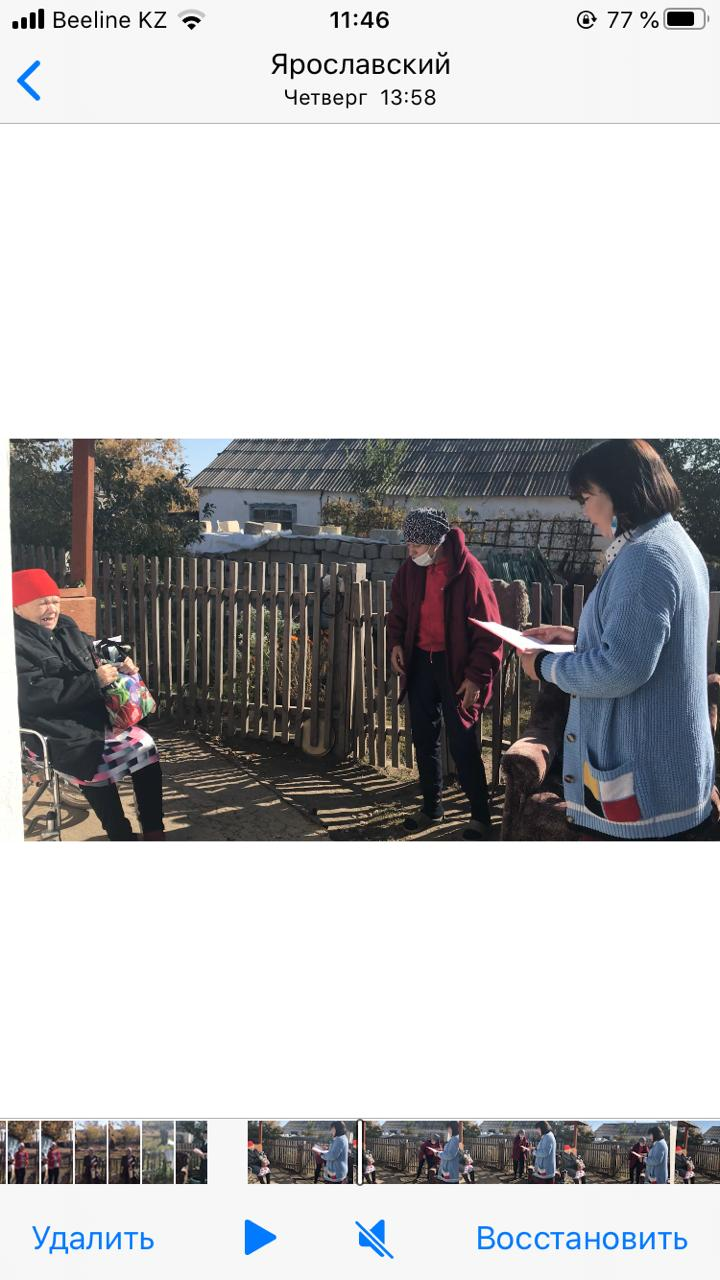 Beeline KZ 11:46 77 %
Ярославский
Четверг 13:58
Удалить Восстановить